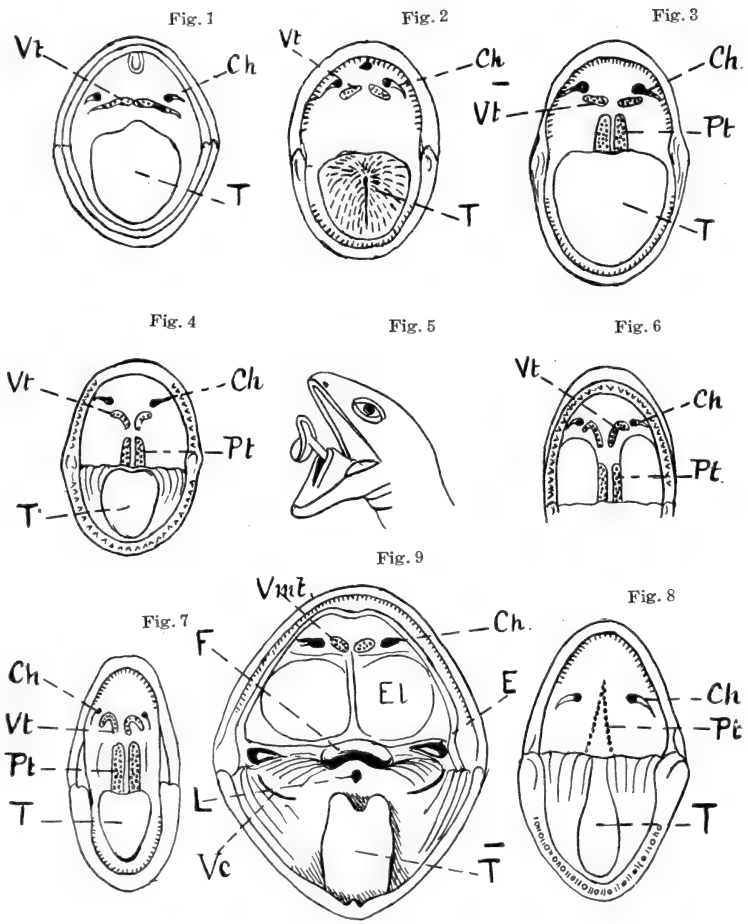 Fig. 1
Vt
Ch
T
Fig. 2
Vt
Ch
T
Fig. 3
Ch.
Vt
Pt
T
Fig. 4
Vt
Ch
Pt
T
Fig. 5
Fig. 6
Vt
Ch
Pt.
Fig. 7
Ch
Vt
Pt
T
Fig. 9
Vmt.
Ch.
F
El
E
L
Vc
T
Fig. 8
Ch
Pt
T